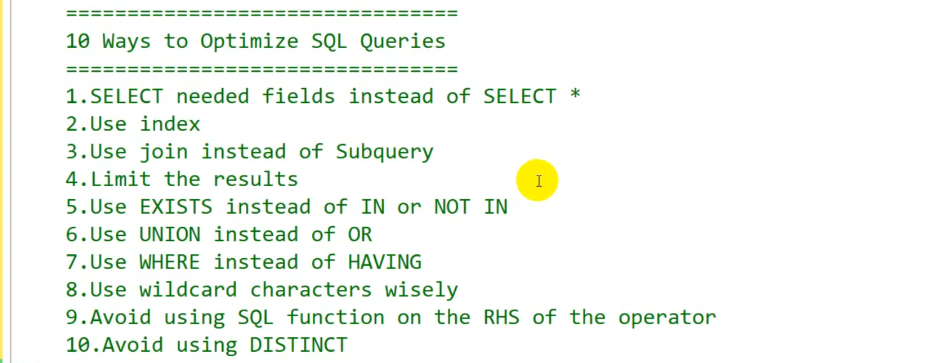 ================================
10 Ways to Optimize SQL Queries
================================
1.SELECT needed fields instead of SELECT *
2.Use index
3.Use join instead of Subquery
4.Limit the results
5.Use EXISTS instead of IN or NOT IN
6.Use UNION instead of OR
7.Use WHERE instead of HAVING
8.Use wildcard characters wisely
9.Avoid using SQL function on the RHS of the operator
10.Avoid using DISTINCT